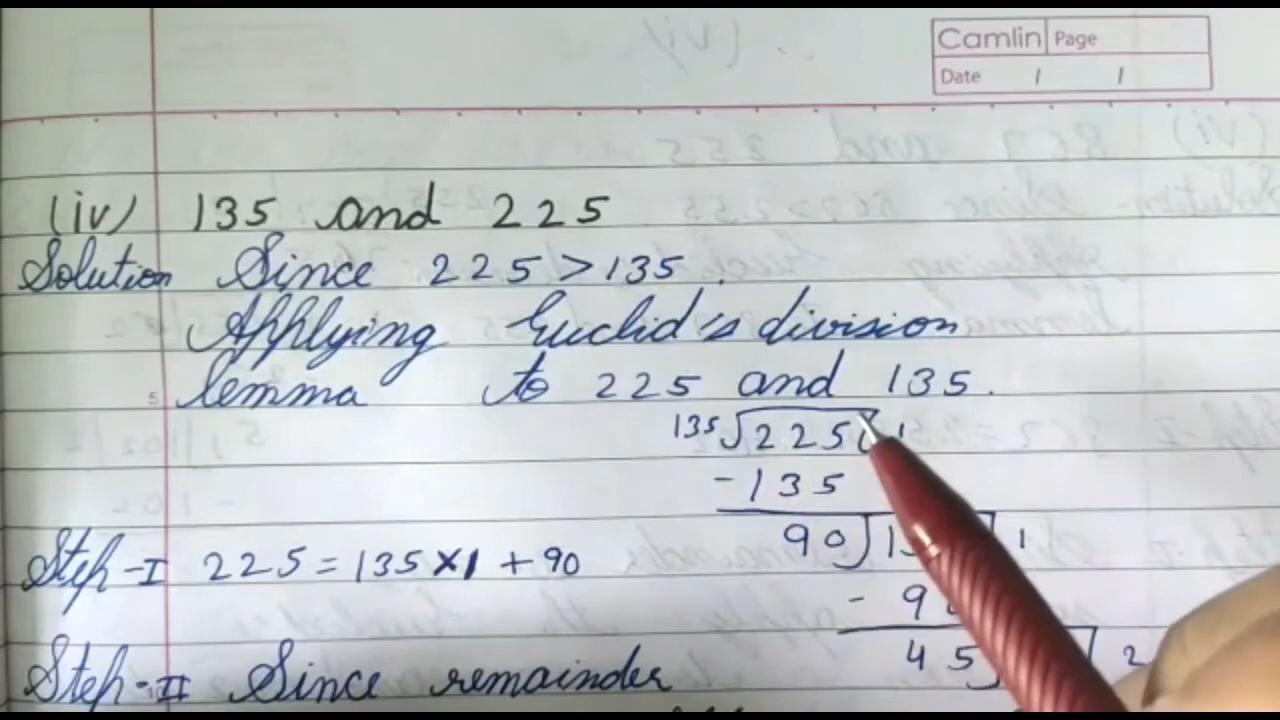 Camlin Page
Date / /
(iv) 135 and 225
Solution Since 225 > 135.
Applying Euclid's division
lemma to 225 and 135.
135 225 1
- 135
90 1
Step-I 225 = 135 × 1 + 90
- 9
45 2
Step-II Since remainder